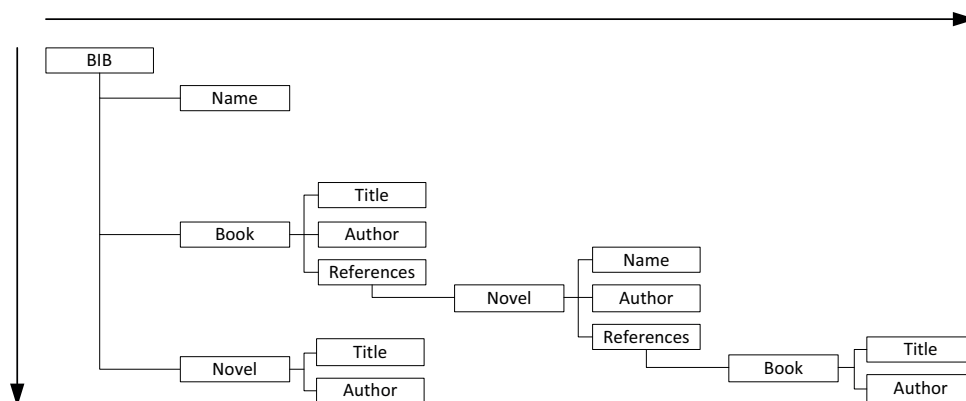 BIB
Name
Title
Book
Author
Name
References
Novel
Author
References
Title
Title
Novel
Book
Author
Author